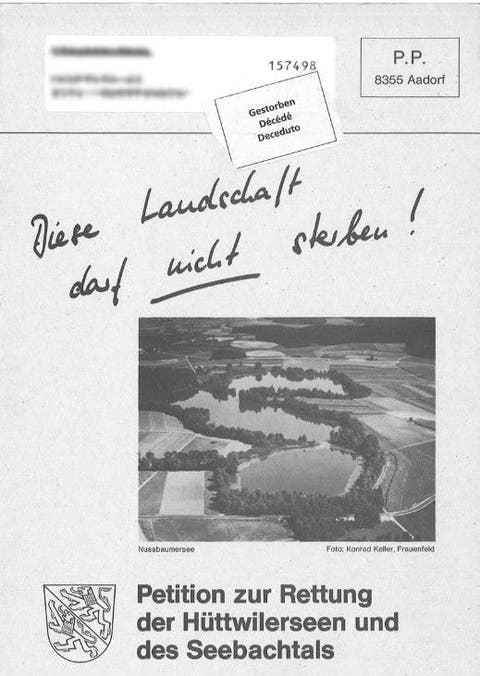 157498
P.P.
8355 Aadorf
Gestorben
Décédé
Deceduto
Diese Landschaft
darf nicht sterben!
Nussbaumersee
Foto: Konrad Keller, Frauenfeld
Petition zur Rettung
der Hüttwilerseen und
des Seebachtals